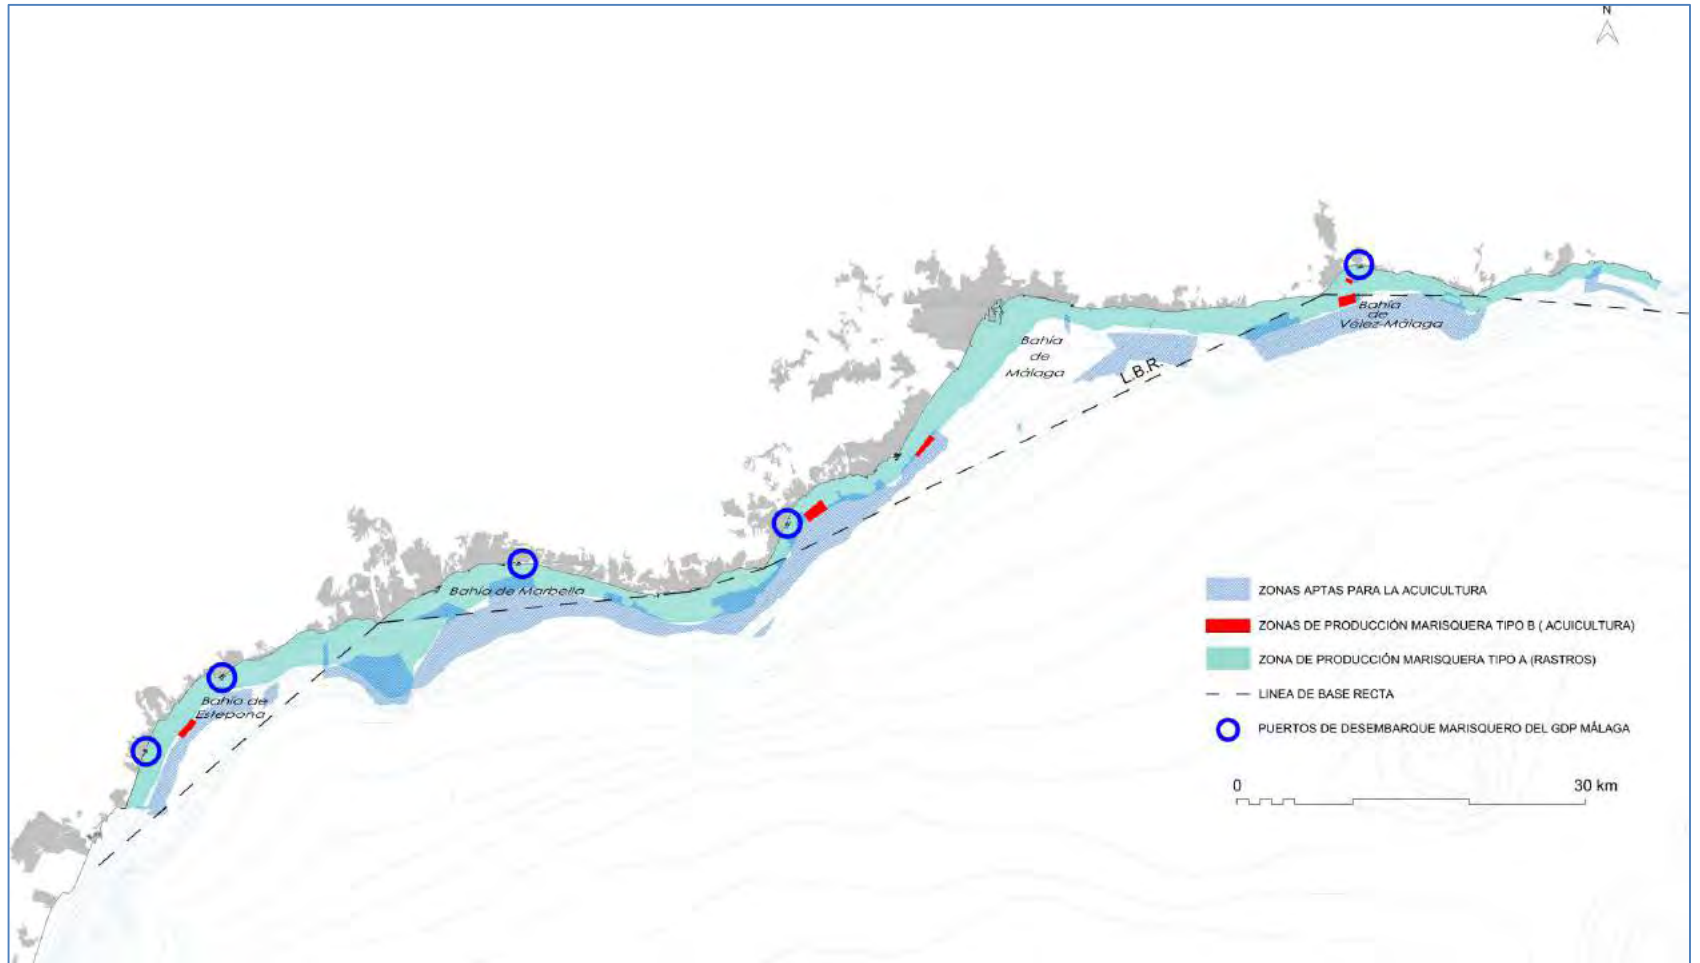 N
Bahía
de
Vélez-Málaga
Bahía
de
Málaga
L.B.R.
Bahía de Marbella
Bahía de
Estepona
ZONAS APTAS PARA LA ACUICULTURA
ZONAS DE PRODUCCIÓN MARISQUERA TIPO B ( ACUICULTURA)
ZONA DE PRODUCCIÓN MARISQUERA TIPO A (RASTROS)
LINEA DE BASE RECTA
PUERTOS DE DESEMBARQUE MARISQUERO DEL GDP MÁLAGA
0 30 km